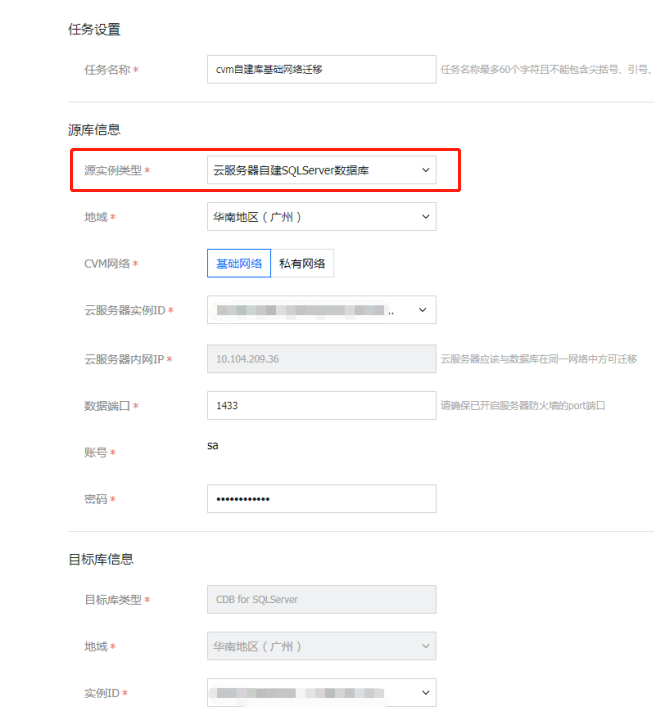 任务设置
任务名称 * cvm自建库基础网络迁移 任务名称最多60个字符且不能包含尖括号、引号、
源库信息
源实例类型 * 云服务器自建SQLServer数据库
地域 * 华南地区（广州）
CVM网络 * 基础网络 私有网络
云服务器实例ID * ..
云服务器内网IP * 10.104.209.36 云服务器应该与数据库在同一网络中方可迁移
数据端口 * 1433 请确保已开启服务器防火墙的port端口
账号 * sa
密码 * ••••••••••••
目标库信息
目标库类型 * CDB for SQLServer
地域 * 华南地区（广州）
实例ID *